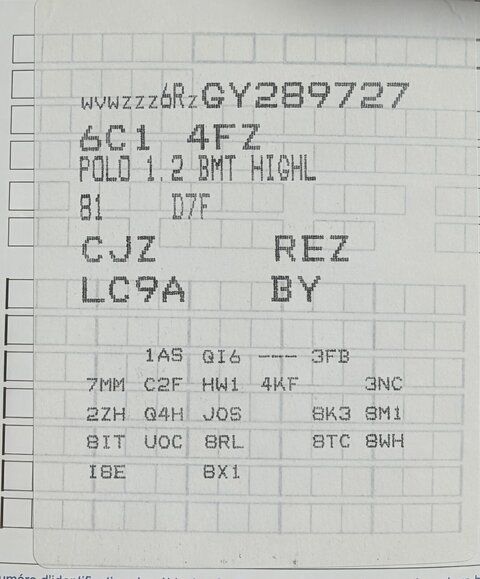 WVWZZZ6RZGY289727
6C1 4FZ
POLO 1.2 BMT HIGHL
81 D7F
CJZ REZ
LC9A BY
1AS QI6 --- 3FB
7MM C2F HW1 4KF 3NC
2ZH Q4H J0S 8K3 8M1
8IT U0C 8RL 8TC 8WH
I8E 8X1